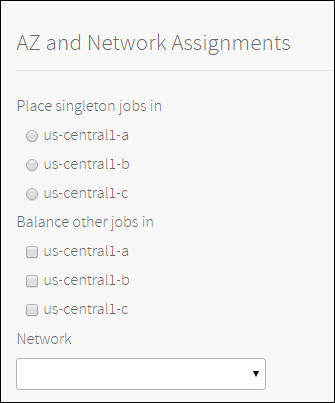 AZ and Network Assignments
Place singleton jobs in
us-central1-a
us-central1-b
us-central1-c
Balance other jobs in
us-central1-a
us-central1-b
us-central1-c
Network